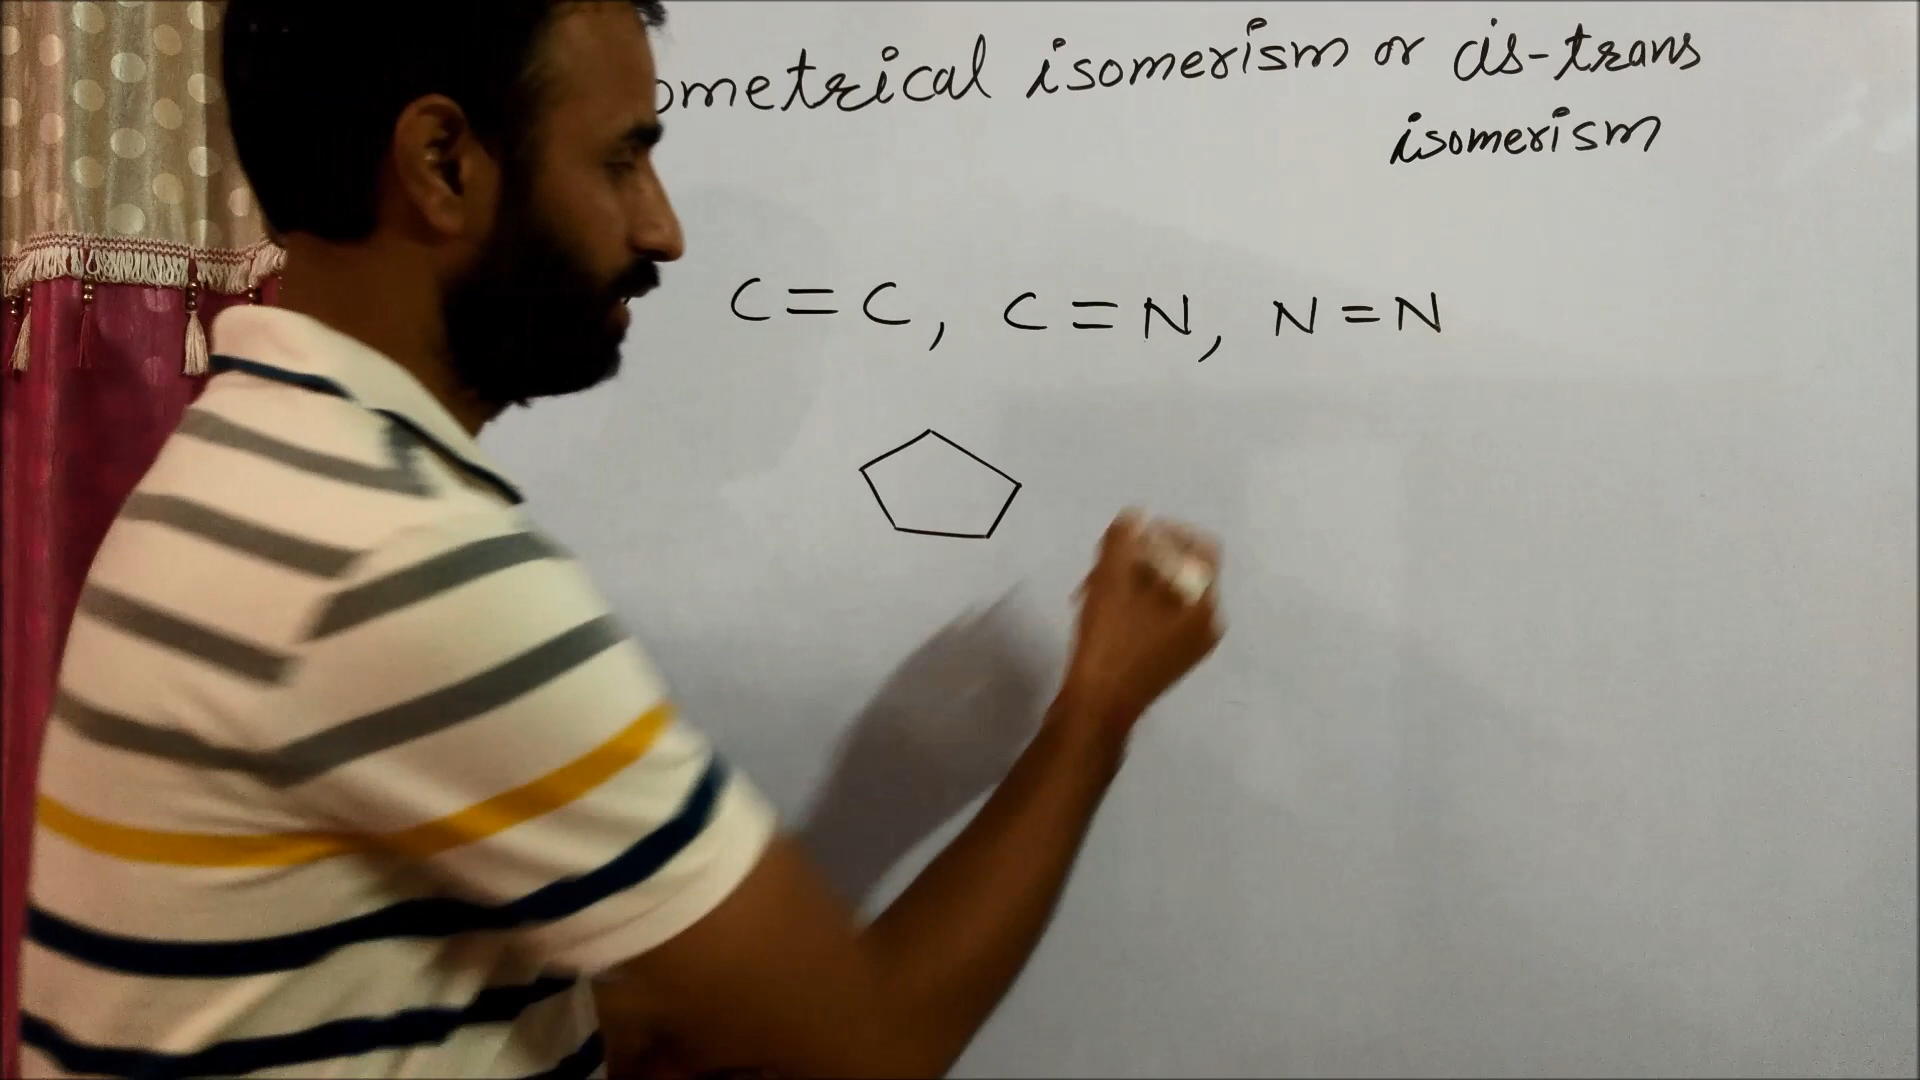 ometrical isomerism or cis-trans
isomerism
C=C, C=N, N=N